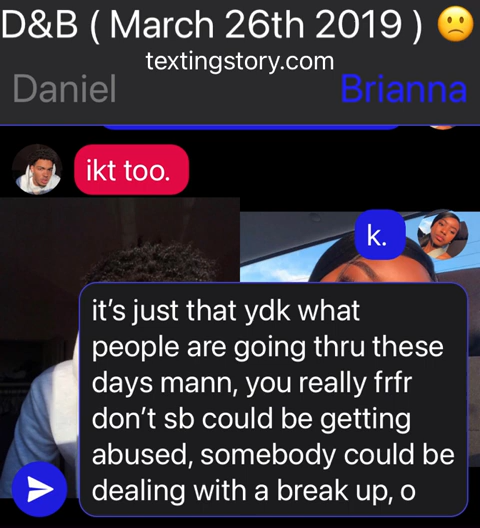 D&B ( March 26th 2019 ) 🙁
textingstory.com
Daniel Brianna
ikt too.
k.
it's just that ydk what
people are going thru these
days mann, you really frfr
don't sb could be getting
abused, somebody could be
dealing with a break up, o